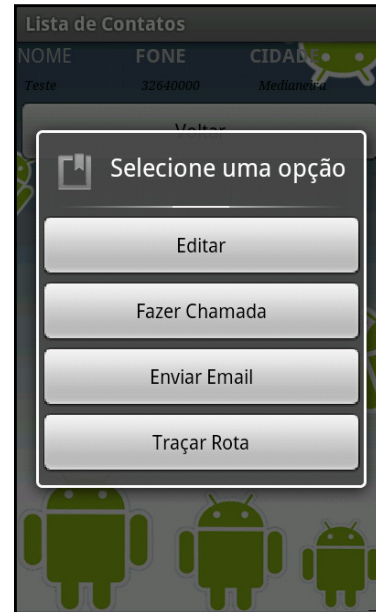 Lista de Contatos
NOME FONE CIDADE
Teste 32640000 Medianeira
Voltar
Selecione uma opção
Editar
Fazer Chamada
Enviar Email
Traçar Rota